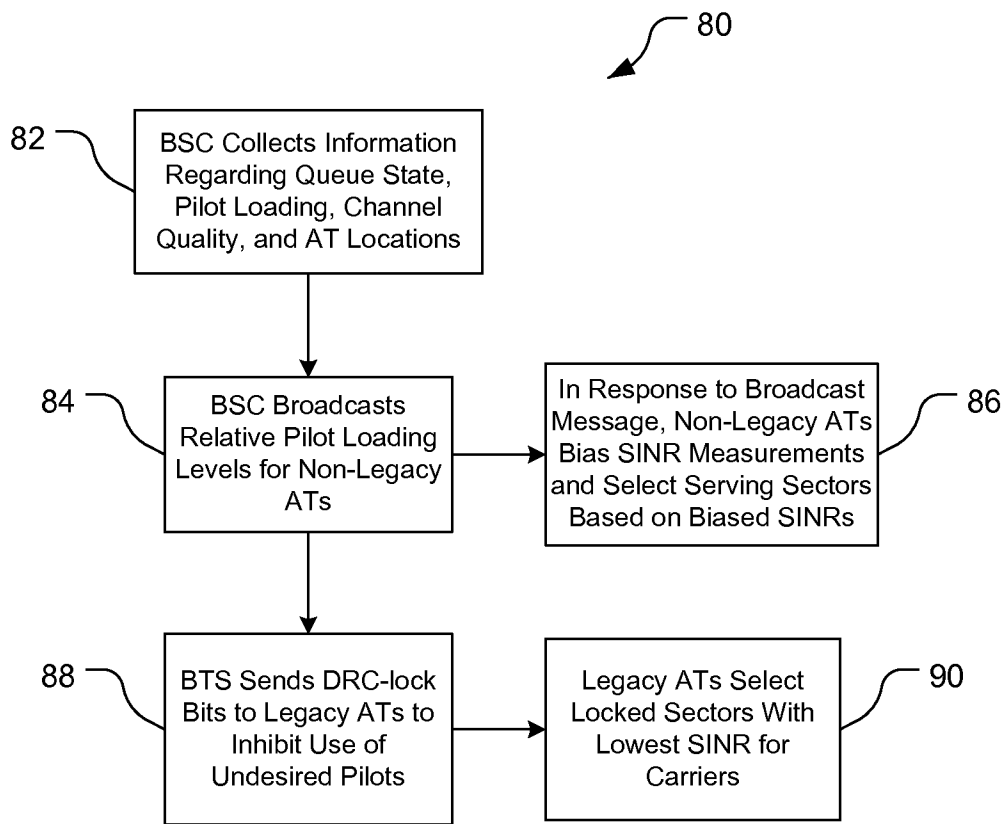 80
82
BSC Collects Information
Regarding Queue State,
Pilot Loading, Channel
Quality, and AT Locations
84
BSC Broadcasts
Relative Pilot Loading
Levels for Non-Legacy
ATs
In Response to Broadcast
Message, Non-Legacy ATs
Bias SINR Measurements
and Select Serving Sectors
Based on Biased SINRs
86
88
BTS Sends DRC-lock
Bits to Legacy ATs to
Inhibit Use of
Undesired Pilots
Legacy ATs Select
Locked Sectors With
Lowest SINR for
Carriers
90